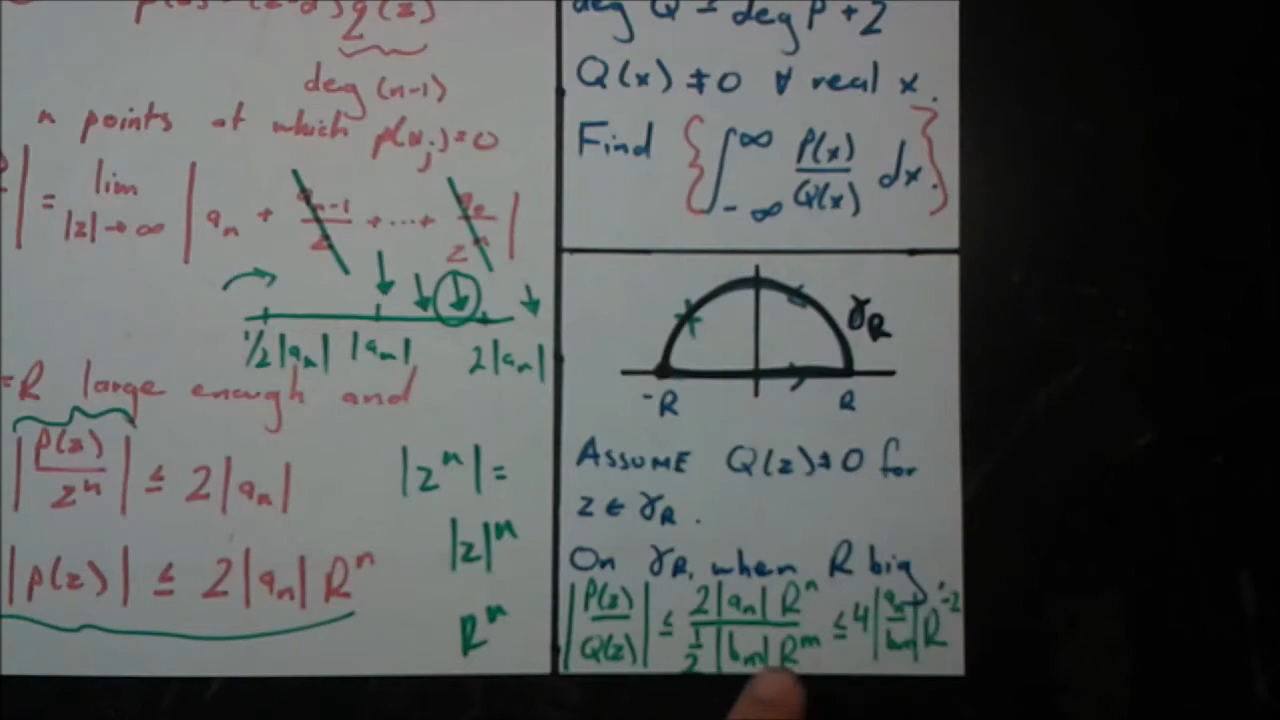 p(z) = (z-α) q(z)
deg (n-1)
n points at which p(αj)=0
| = lim |z|→∞ | an + an-1/z + ... + a0/z^n |
1/2|an| |an| 2|an|
=R large enough and
|p(z)/z^n| ≤ 2|an|
|z^n| =
|z|^n
|p(z)| ≤ 2|an| R^n
R^n
deg Q ≥ deg P + 2
Q(x) ≠ 0 ∀ real x.
Find { ∫_-∞^∞ P(x)/Q(x) dx. }
γR
-R R
ASSUME Q(z) ≠ 0 for
z ∈ γR.
On γR, when R big,
|P(z)/Q(z)| ≤ 2|an| R^n / 1/2 |bm| R^m ≤ 4 |an/bm| R^-2